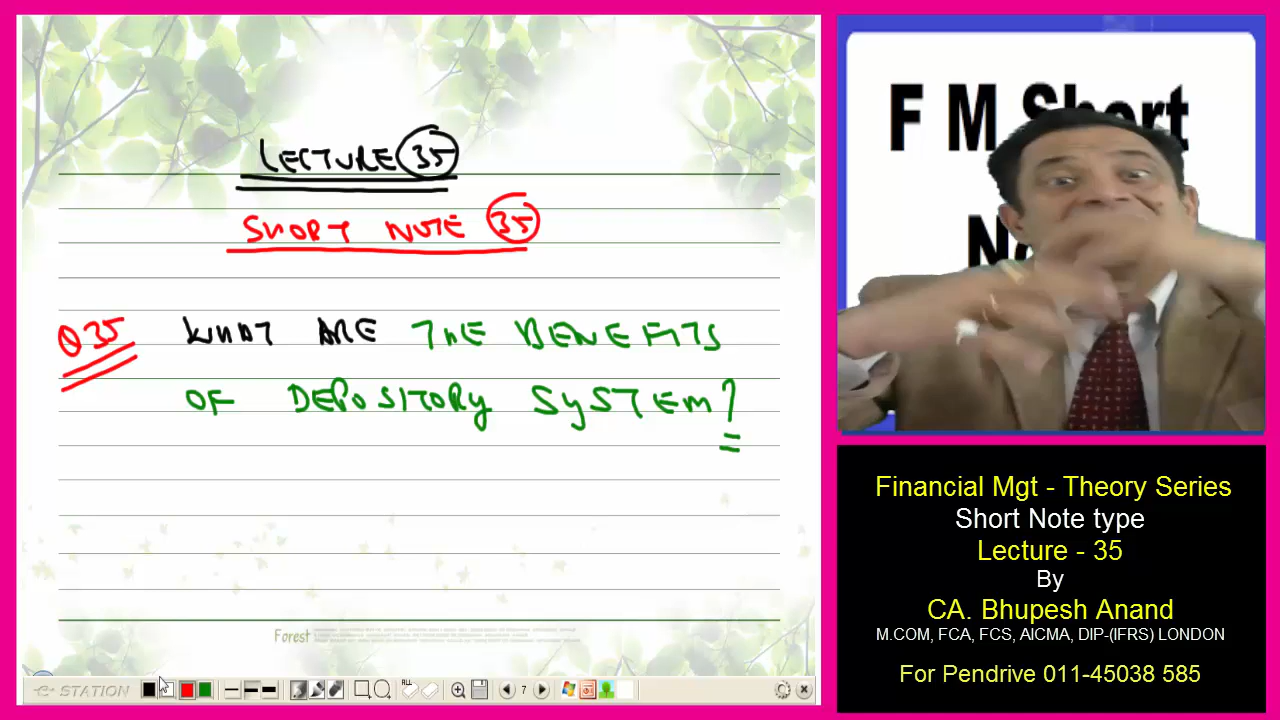 LECTURE 35
SHORT NOTE 35
Q35 WHAT ARE THE BENEFITS
OF DEPOSITORY SYSTEM?
Forest
e-STATION
ALL
7
F M Short
Financial Mgt - Theory Series
Short Note type
Lecture - 35
By
CA. Bhupesh Anand
M.COM, FCA, FCS, AICMA, DIP-(IFRS) LONDON
For Pendrive 011-45038 585